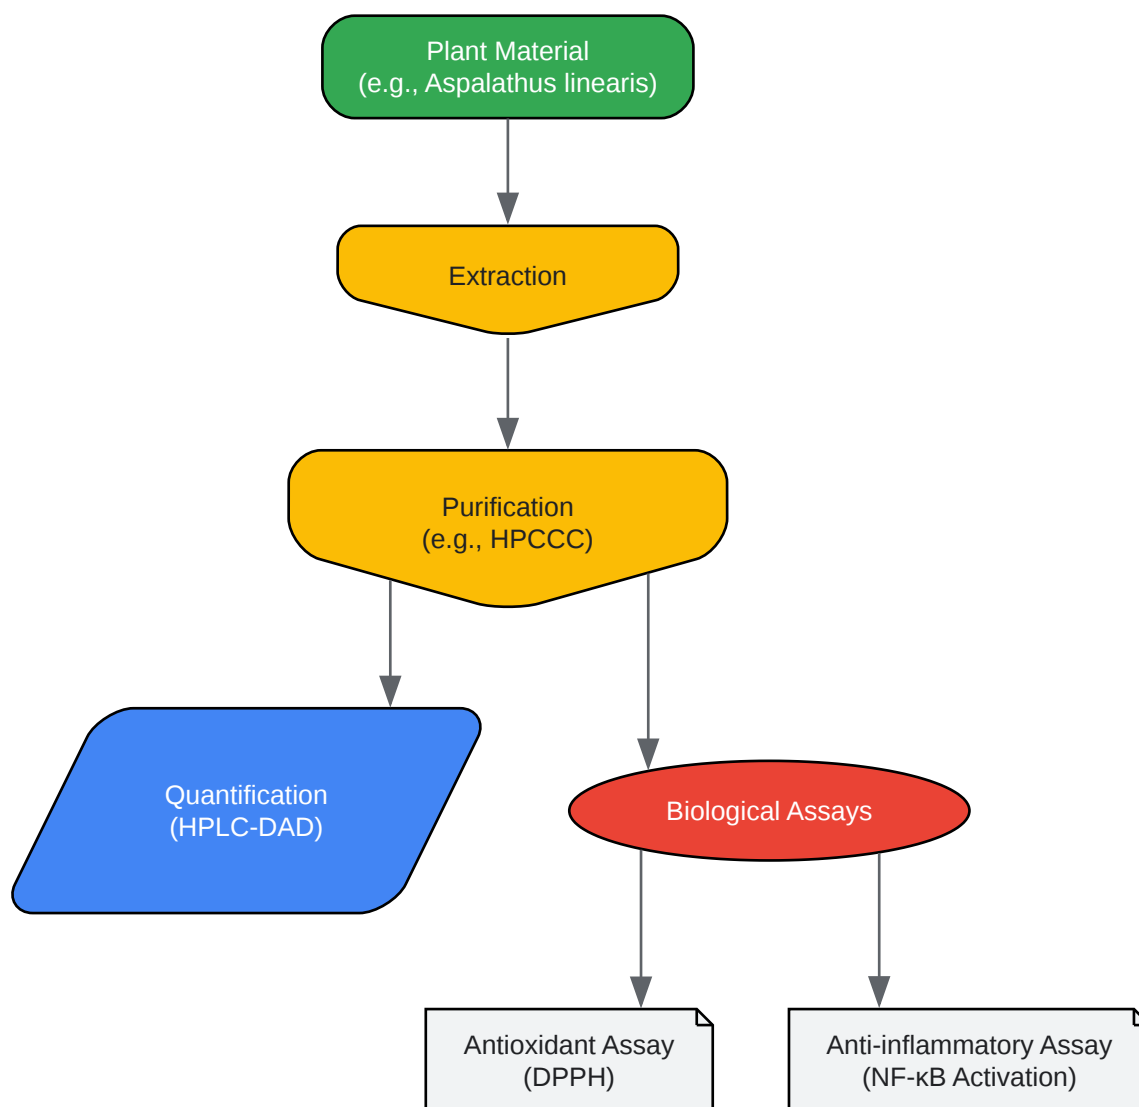 Plant Material
(e.g., Aspalathus linearis)
Extraction
Purification
(e.g., HPCCC)
Quantification
(HPLC-DAD)
Biological Assays
Antioxidant Assay
(DPPH)
Anti-inflammatory Assay
(NF-κB Activation)